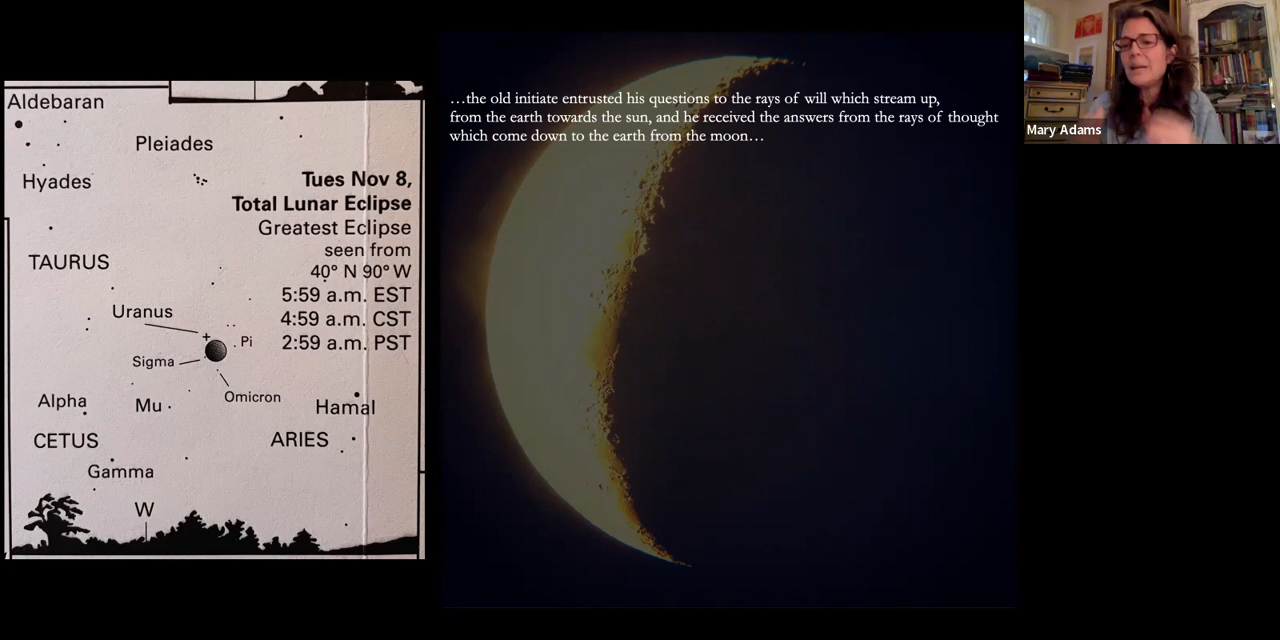 Aldebaran
Pleiades
Hyades
Tues Nov 8,
Total Lunar Eclipse
Greatest Eclipse
seen from
40° N 90° W
TAURUS
5:59 a.m. EST
Uranus
4:59 a.m. CST
Pi
2:59 a.m. PST
Sigma
Omicron
Alpha
Mu
Hamal
CETUS
ARIES
Gamma
W
…the old initiate entrusted his questions to the rays of will which stream up,
from the earth towards the sun, and he received the answers from the rays of thought
which come down to the earth from the moon…
Mary Adams